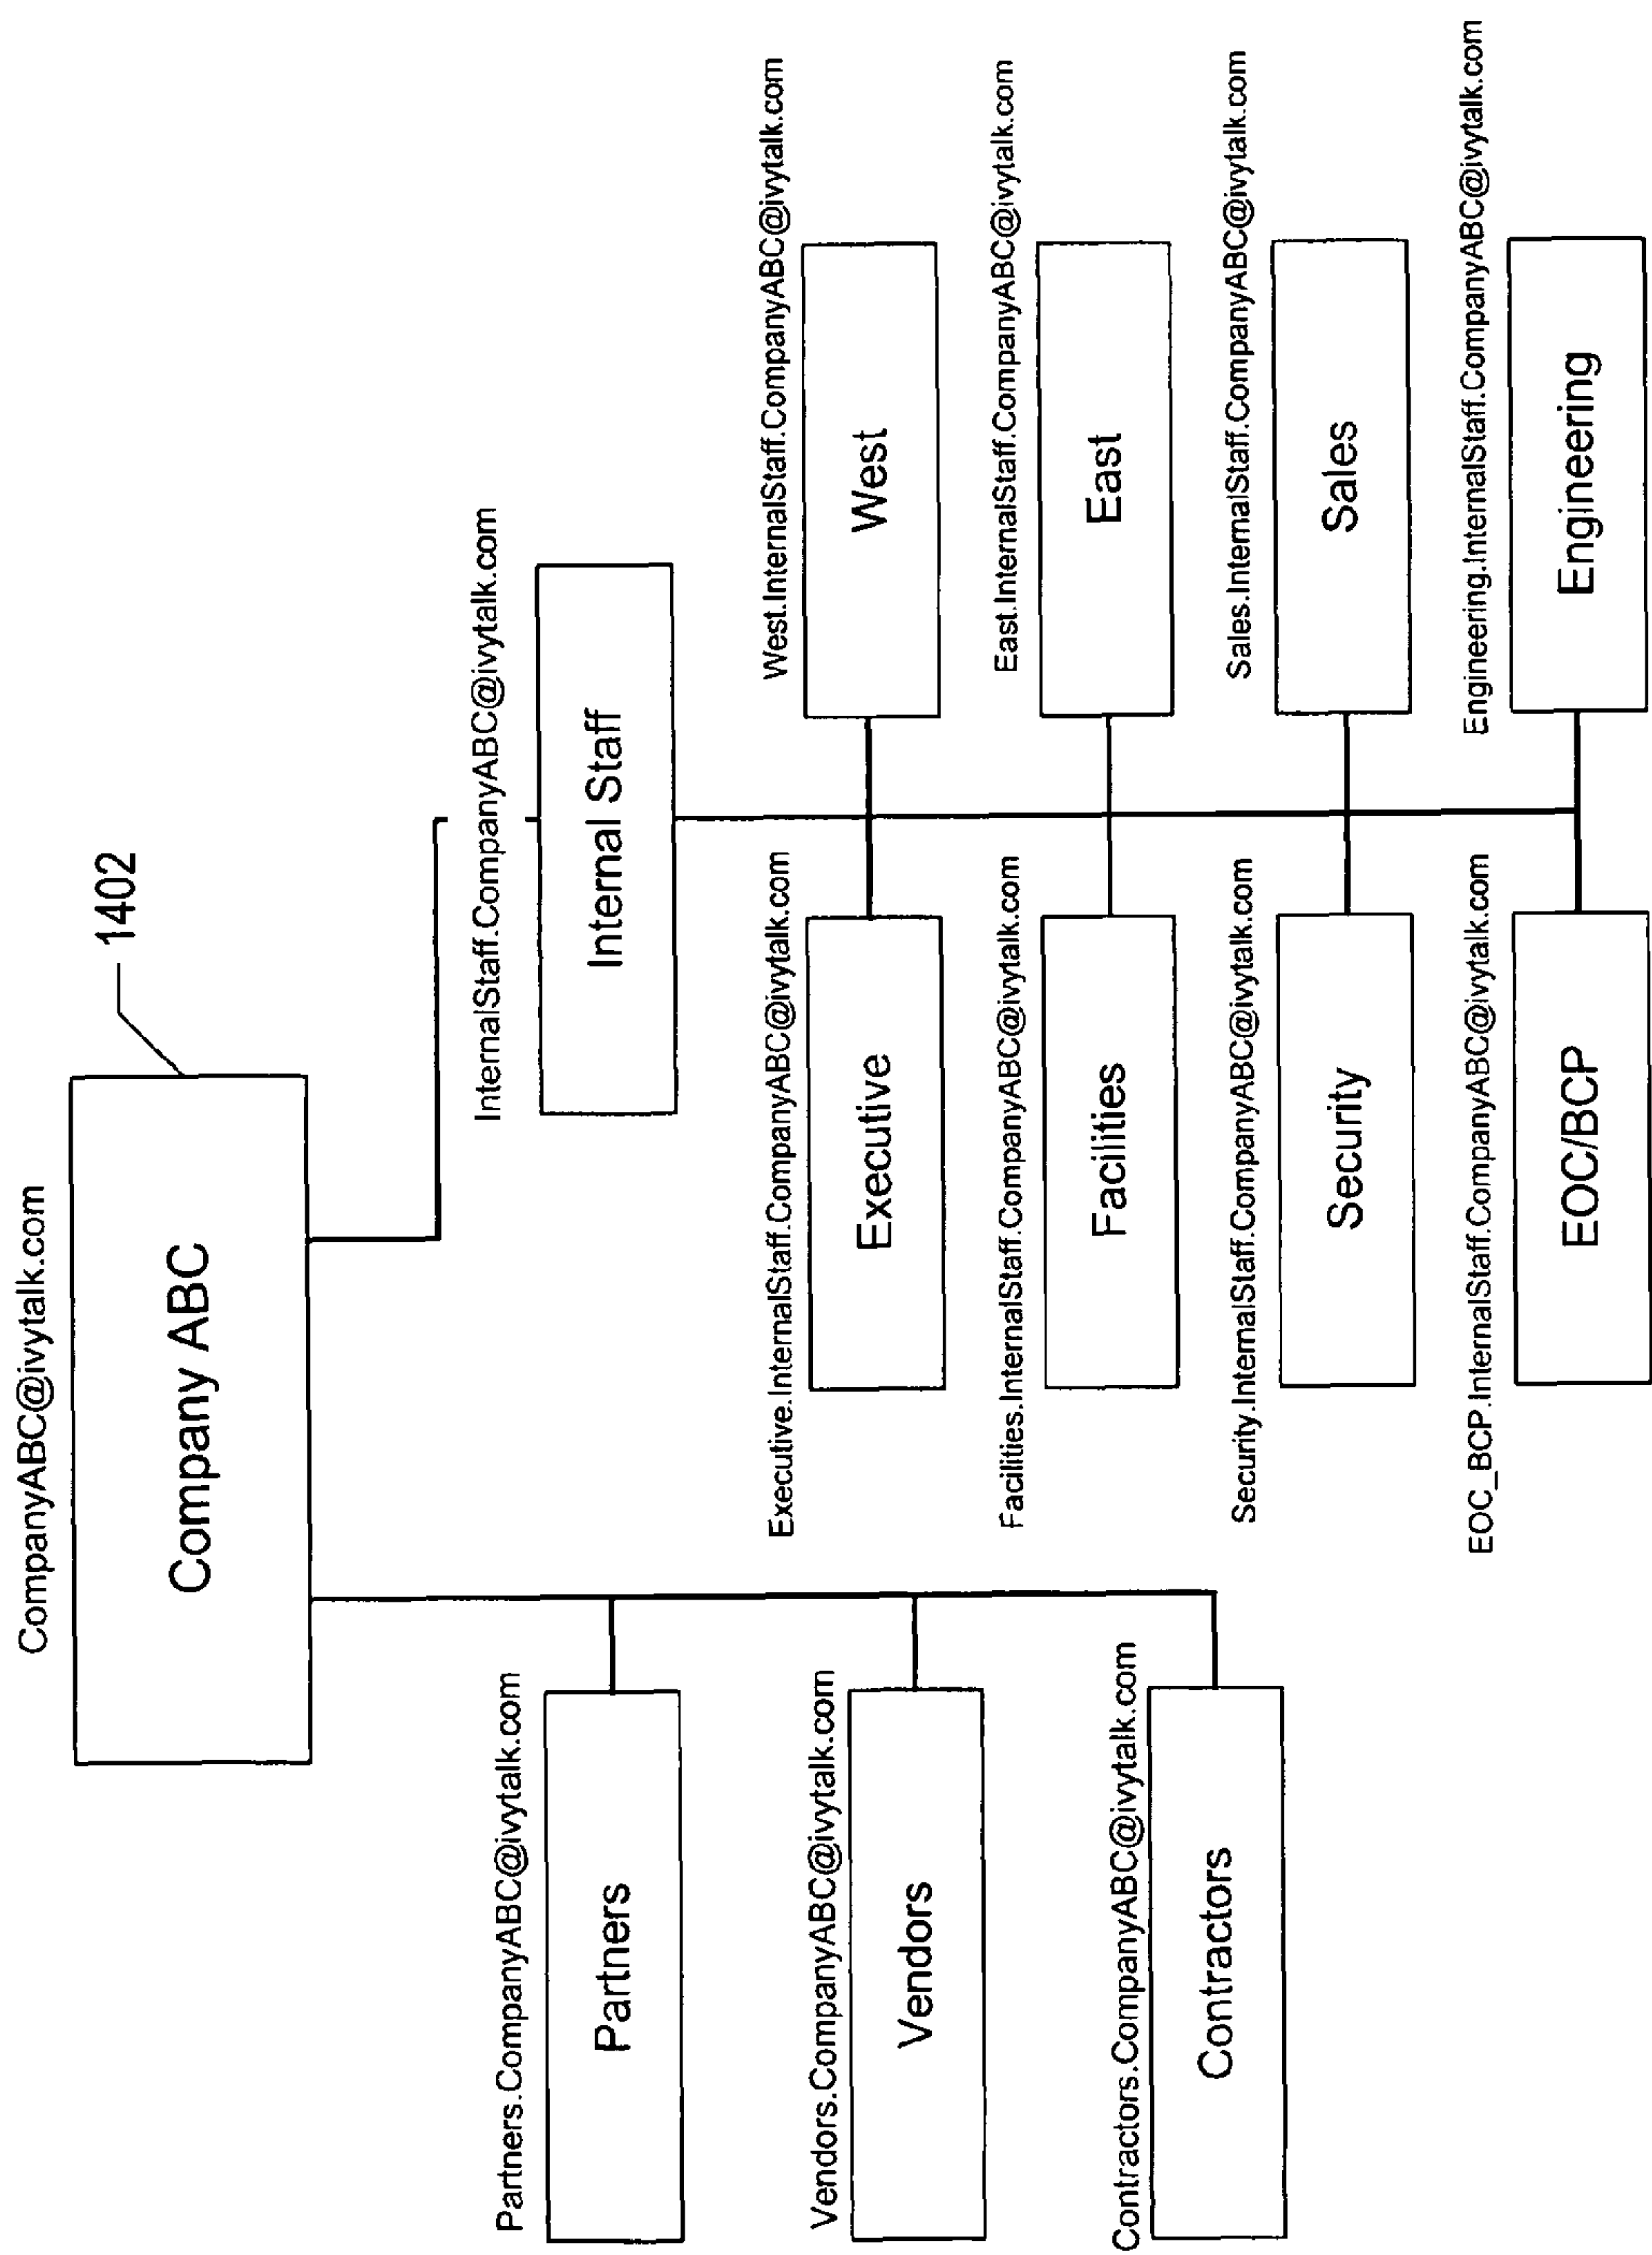 CompanyABC@ivytalk.com
Company ABC
1402
Partners.CompanyABC@ivytalk.com
Partners
Vendors.CompanyABC@ivytalk.com
Vendors
Contractors.CompanyABC@ivytalk.com
Contractors
InternalStaff.CompanyABC@ivytalk.com
Internal Staff
Executive.InternalStaff.CompanyABC@ivytalk.com
Executive
West.InternalStaff.CompanyABC@ivytalk.com
West
Facilities.InternalStaff.CompanyABC@ivytalk.com
Facilities
East.InternalStaff.CompanyABC@ivytalk.com
East
Security.InternalStaff.CompanyABC@ivytalk.com
Security
Sales.InternalStaff.CompanyABC@ivytalk.com
Sales
EOC_BCP.InternalStaff.CompanyABC@ivytalk.com
EOC/BCP
Engineering.InternalStaff.CompanyABC@ivytalk.com
Engineering